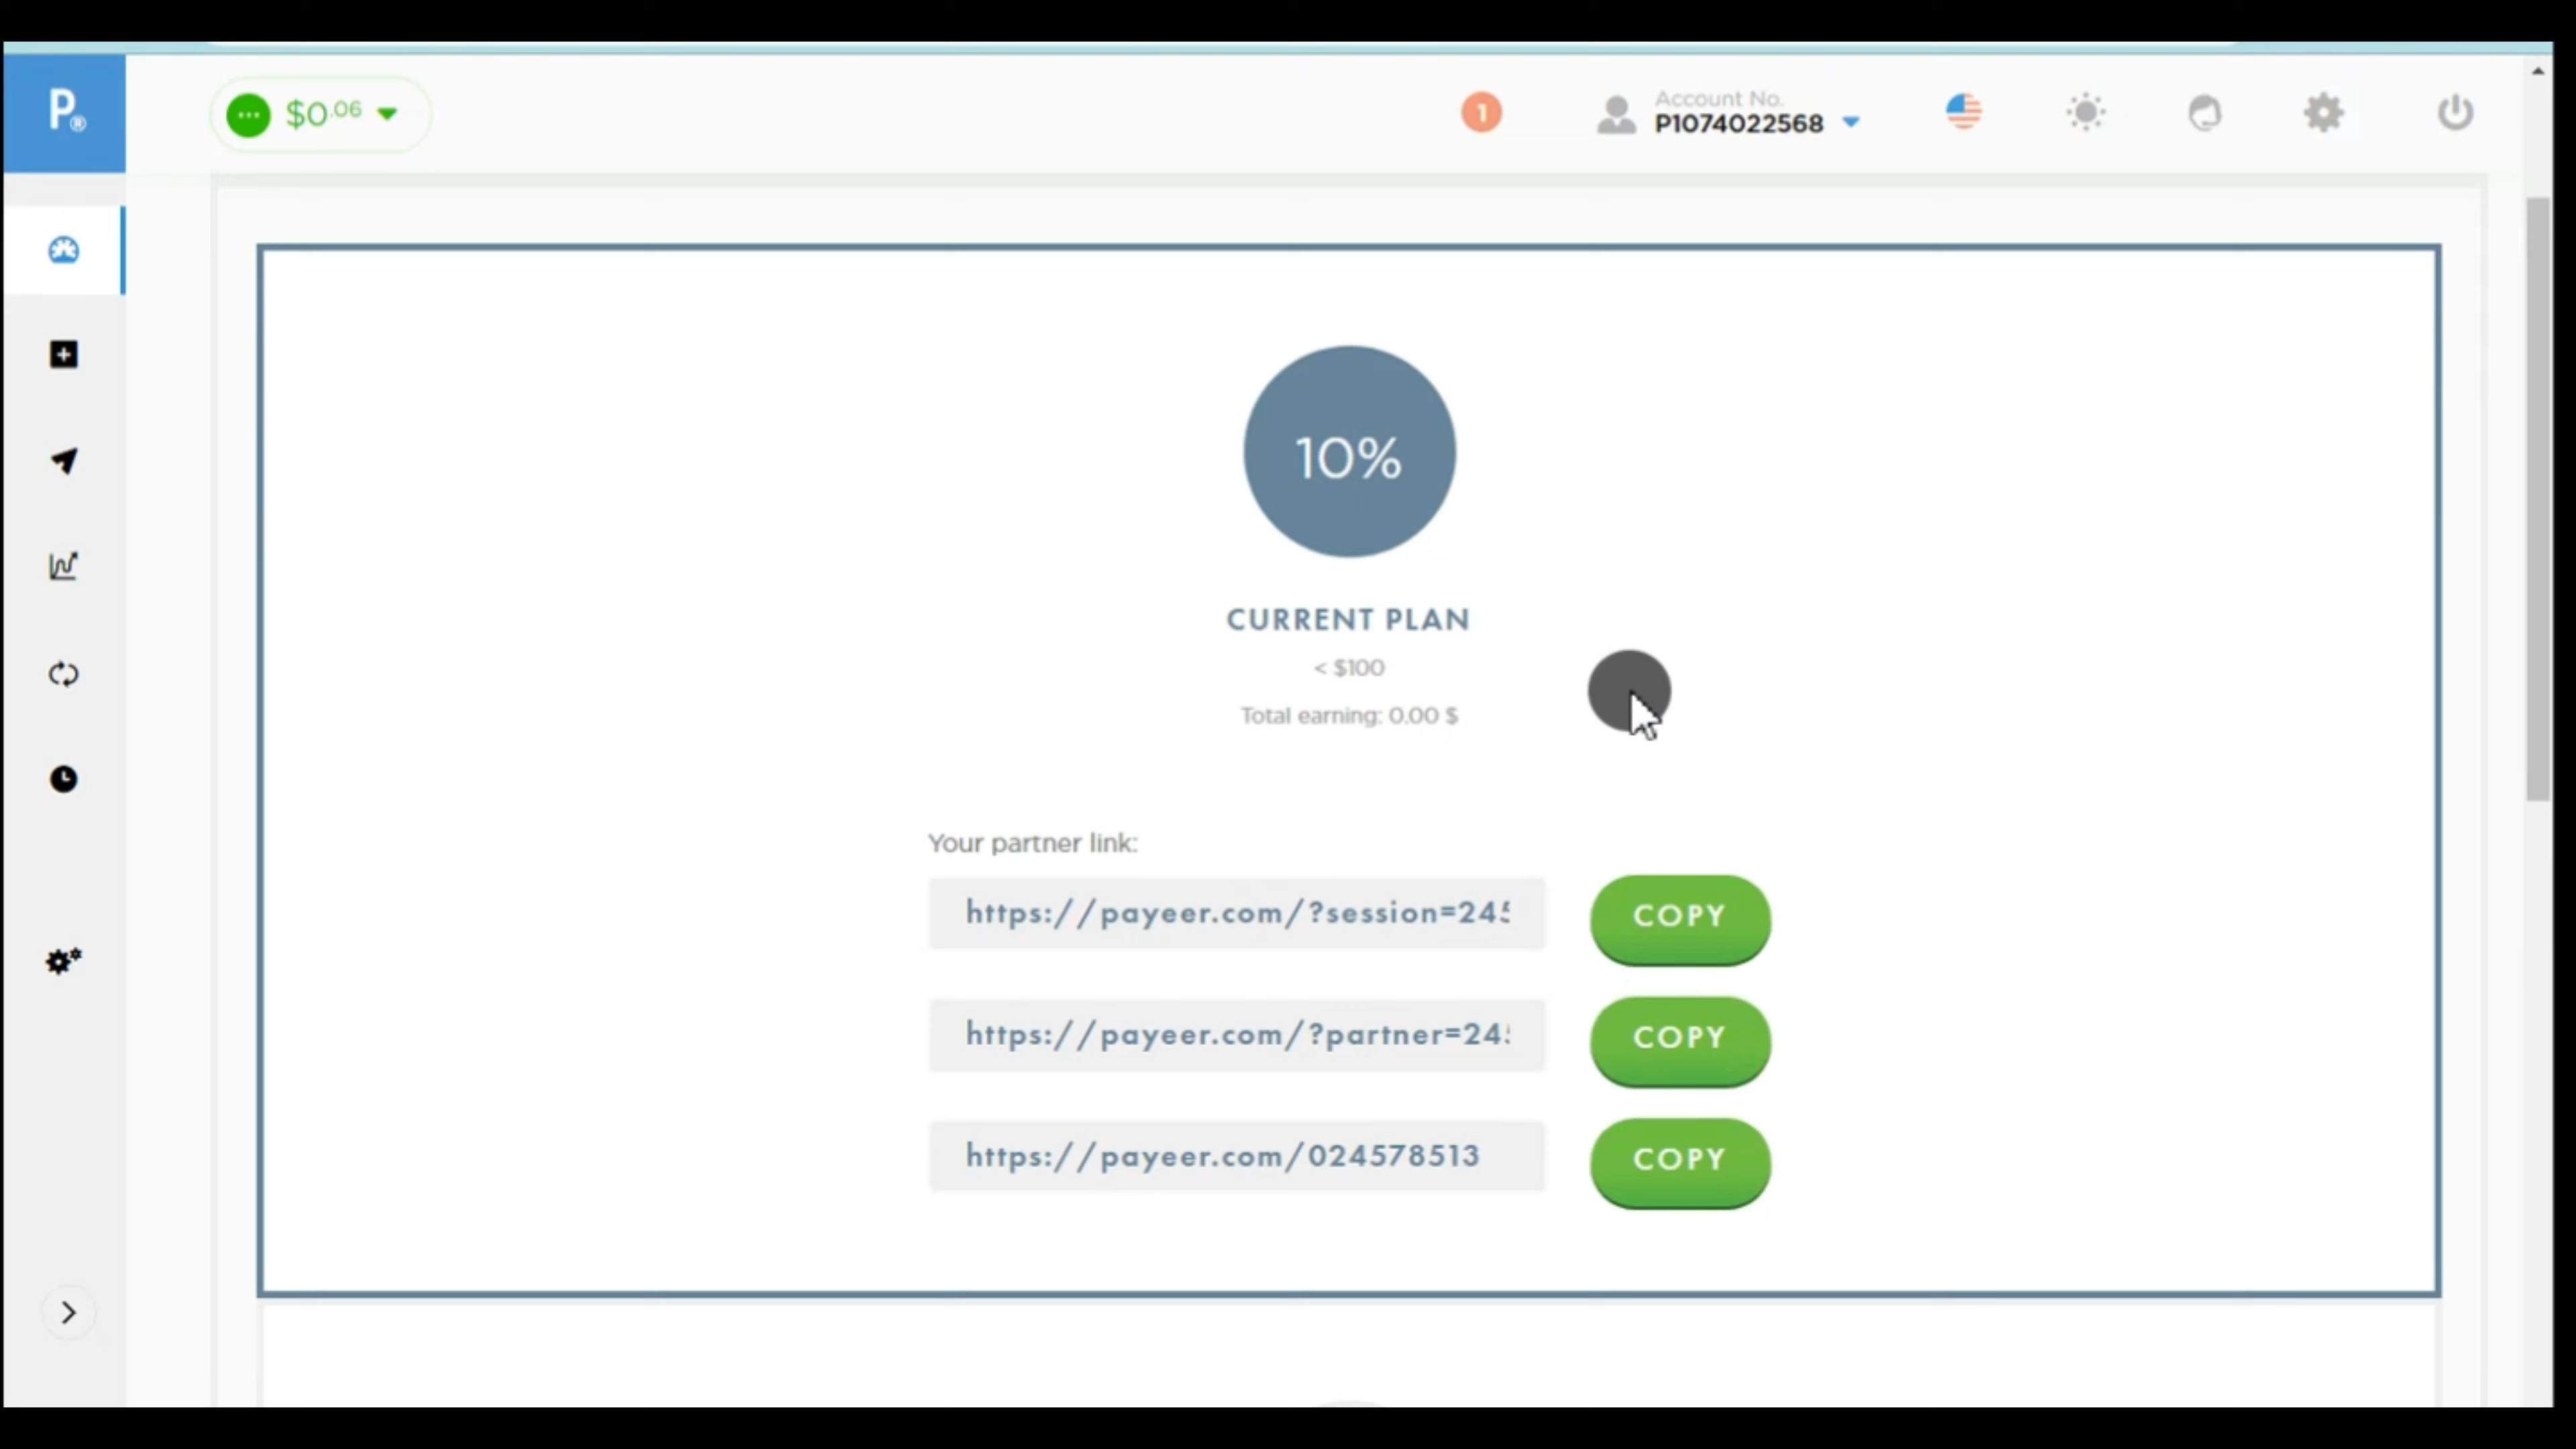 P®
$0.06
1
Account No.
P1074022568
10%
CURRENT PLAN
< $100
Total earning: 0.00 $
Your partner link:
https://payeer.com/?session=245
COPY
https://payeer.com/?partner=24
COPY
https://payeer.com/024578513
COPY